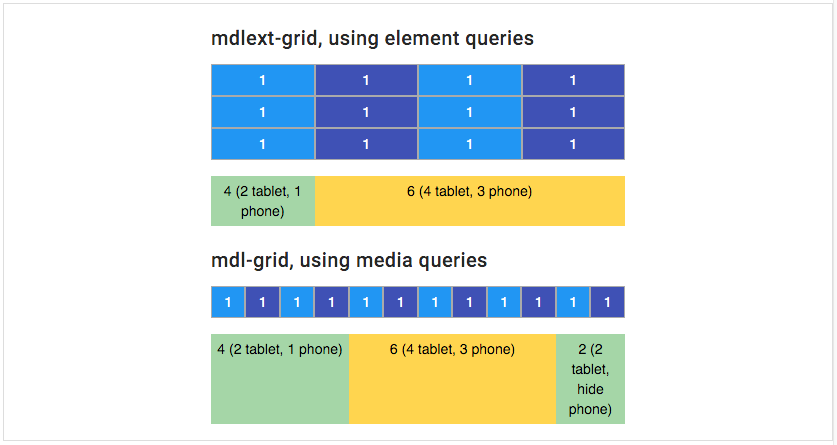 mdlext-grid, using element queries
1 1 1 1
1 1 1 1
1 1 1 1
4 (2 tablet, 1 phone) 6 (4 tablet, 3 phone)
mdl-grid, using media queries
1 1 1 1 1 1 1 1 1 1 1 1
4 (2 tablet, 1 phone) 6 (4 tablet, 3 phone) 2 (2
tablet,
hide
phone)